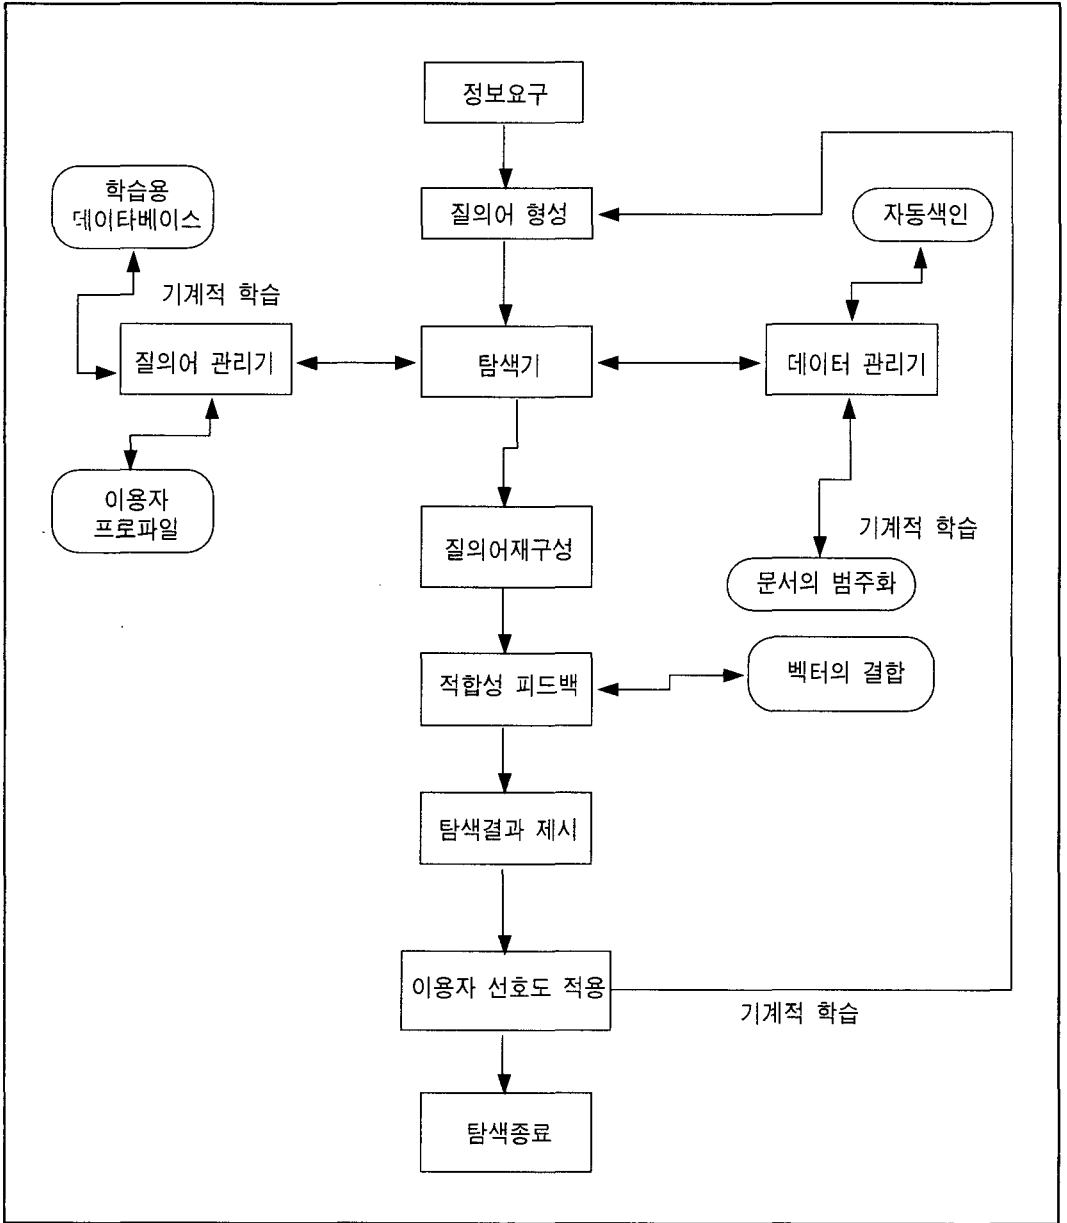 정보요구
학습용
데이타베이스
질의어 형성
자동색인
기계적 학습
질의어 관리기
탐색기
데이터 관리기
이용자
프로파일
질의어재구성
기계적 학습
문서의 범주화
적합성 피드백
벡터의 결합
탐색결과 제시
이용자 선호도 적용
기계적 학습
탐색종료